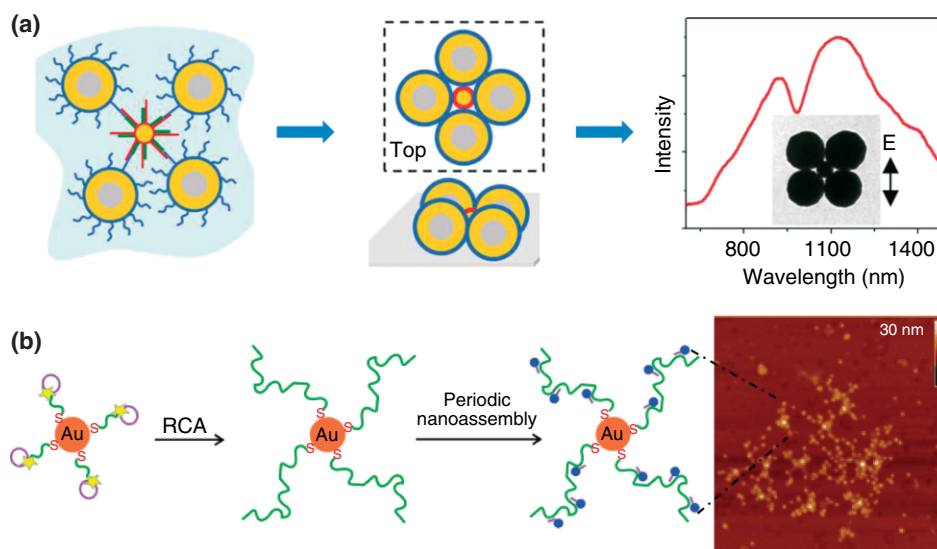 (a)
Top
Intensity
E
800
1100
1400
Wavelength (nm)
(b)
Au
S
S
S
S
RCA
Au
S
S
S
S
Periodic
nanoassembly
Au
S
S
S
S
30 nm